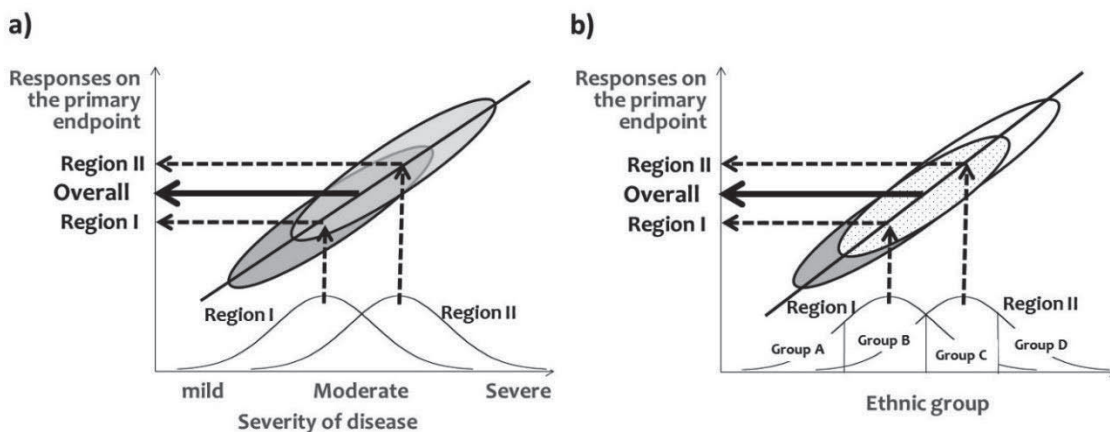 a)
Responses on
the primary
endpoint
Region II
Overall
Region I
Region I
Region II
mild Moderate Severe
Severity of disease
b)
Responses on
the primary
endpoint
Region II
Overall
Region I
Region I
Region II
Group A Group B Group C Group D
Ethnic group